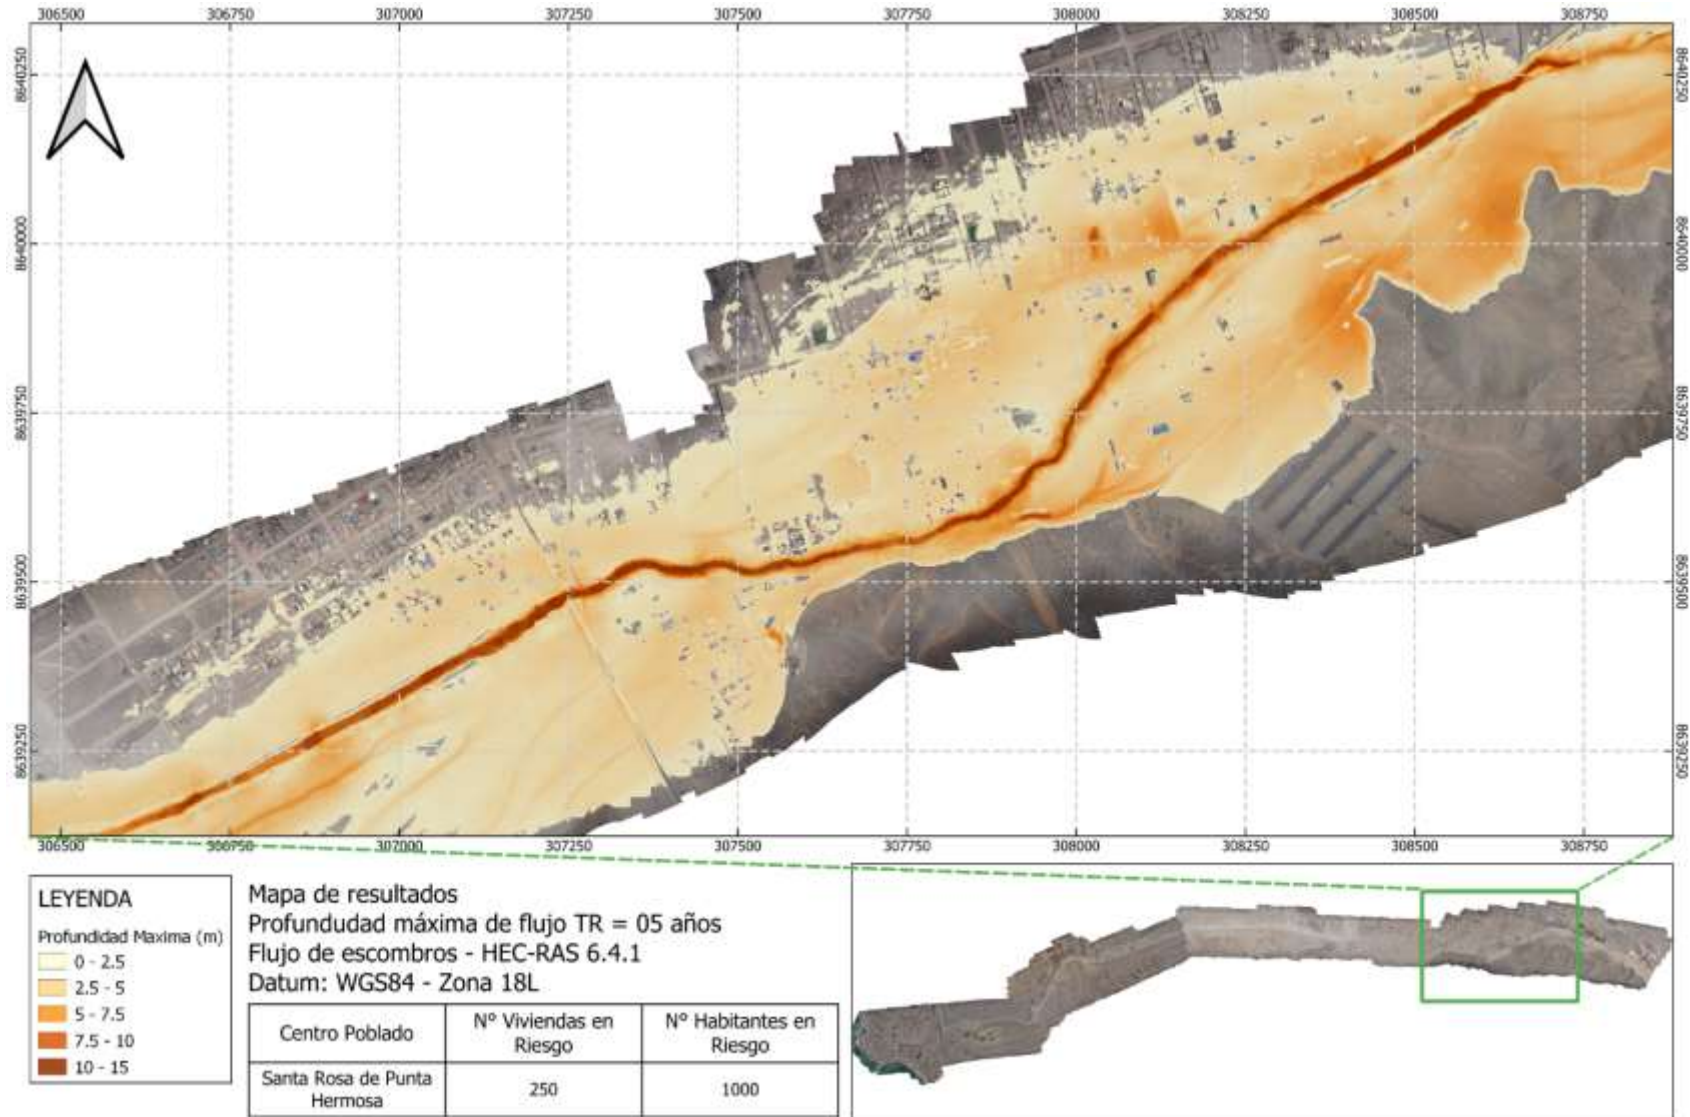 306500 306750 307000 307250 307500 307750 308000 308250 308500 308750
8640250 8640250
8640000 8640000
8639750 8639750
8639500 8639500
8639250 8639250
306500 306750 307000 307250 307500 307750 308000 308250 308500 308750
LEYENDA
Profundidad Maxima (m)
0 - 2.5
2.5 - 5
5 - 7.5
7.5 - 10
10 - 15
Mapa de resultados
Profundudad máxima de flujo TR = 05 años
Flujo de escombros - HEC-RAS 6.4.1
Datum: WGS84 - Zona 18L
Centro Poblado
N° Viviendas en
Riesgo
N° Habitantes en
Riesgo
Santa Rosa de Punta
Hermosa
250
1000